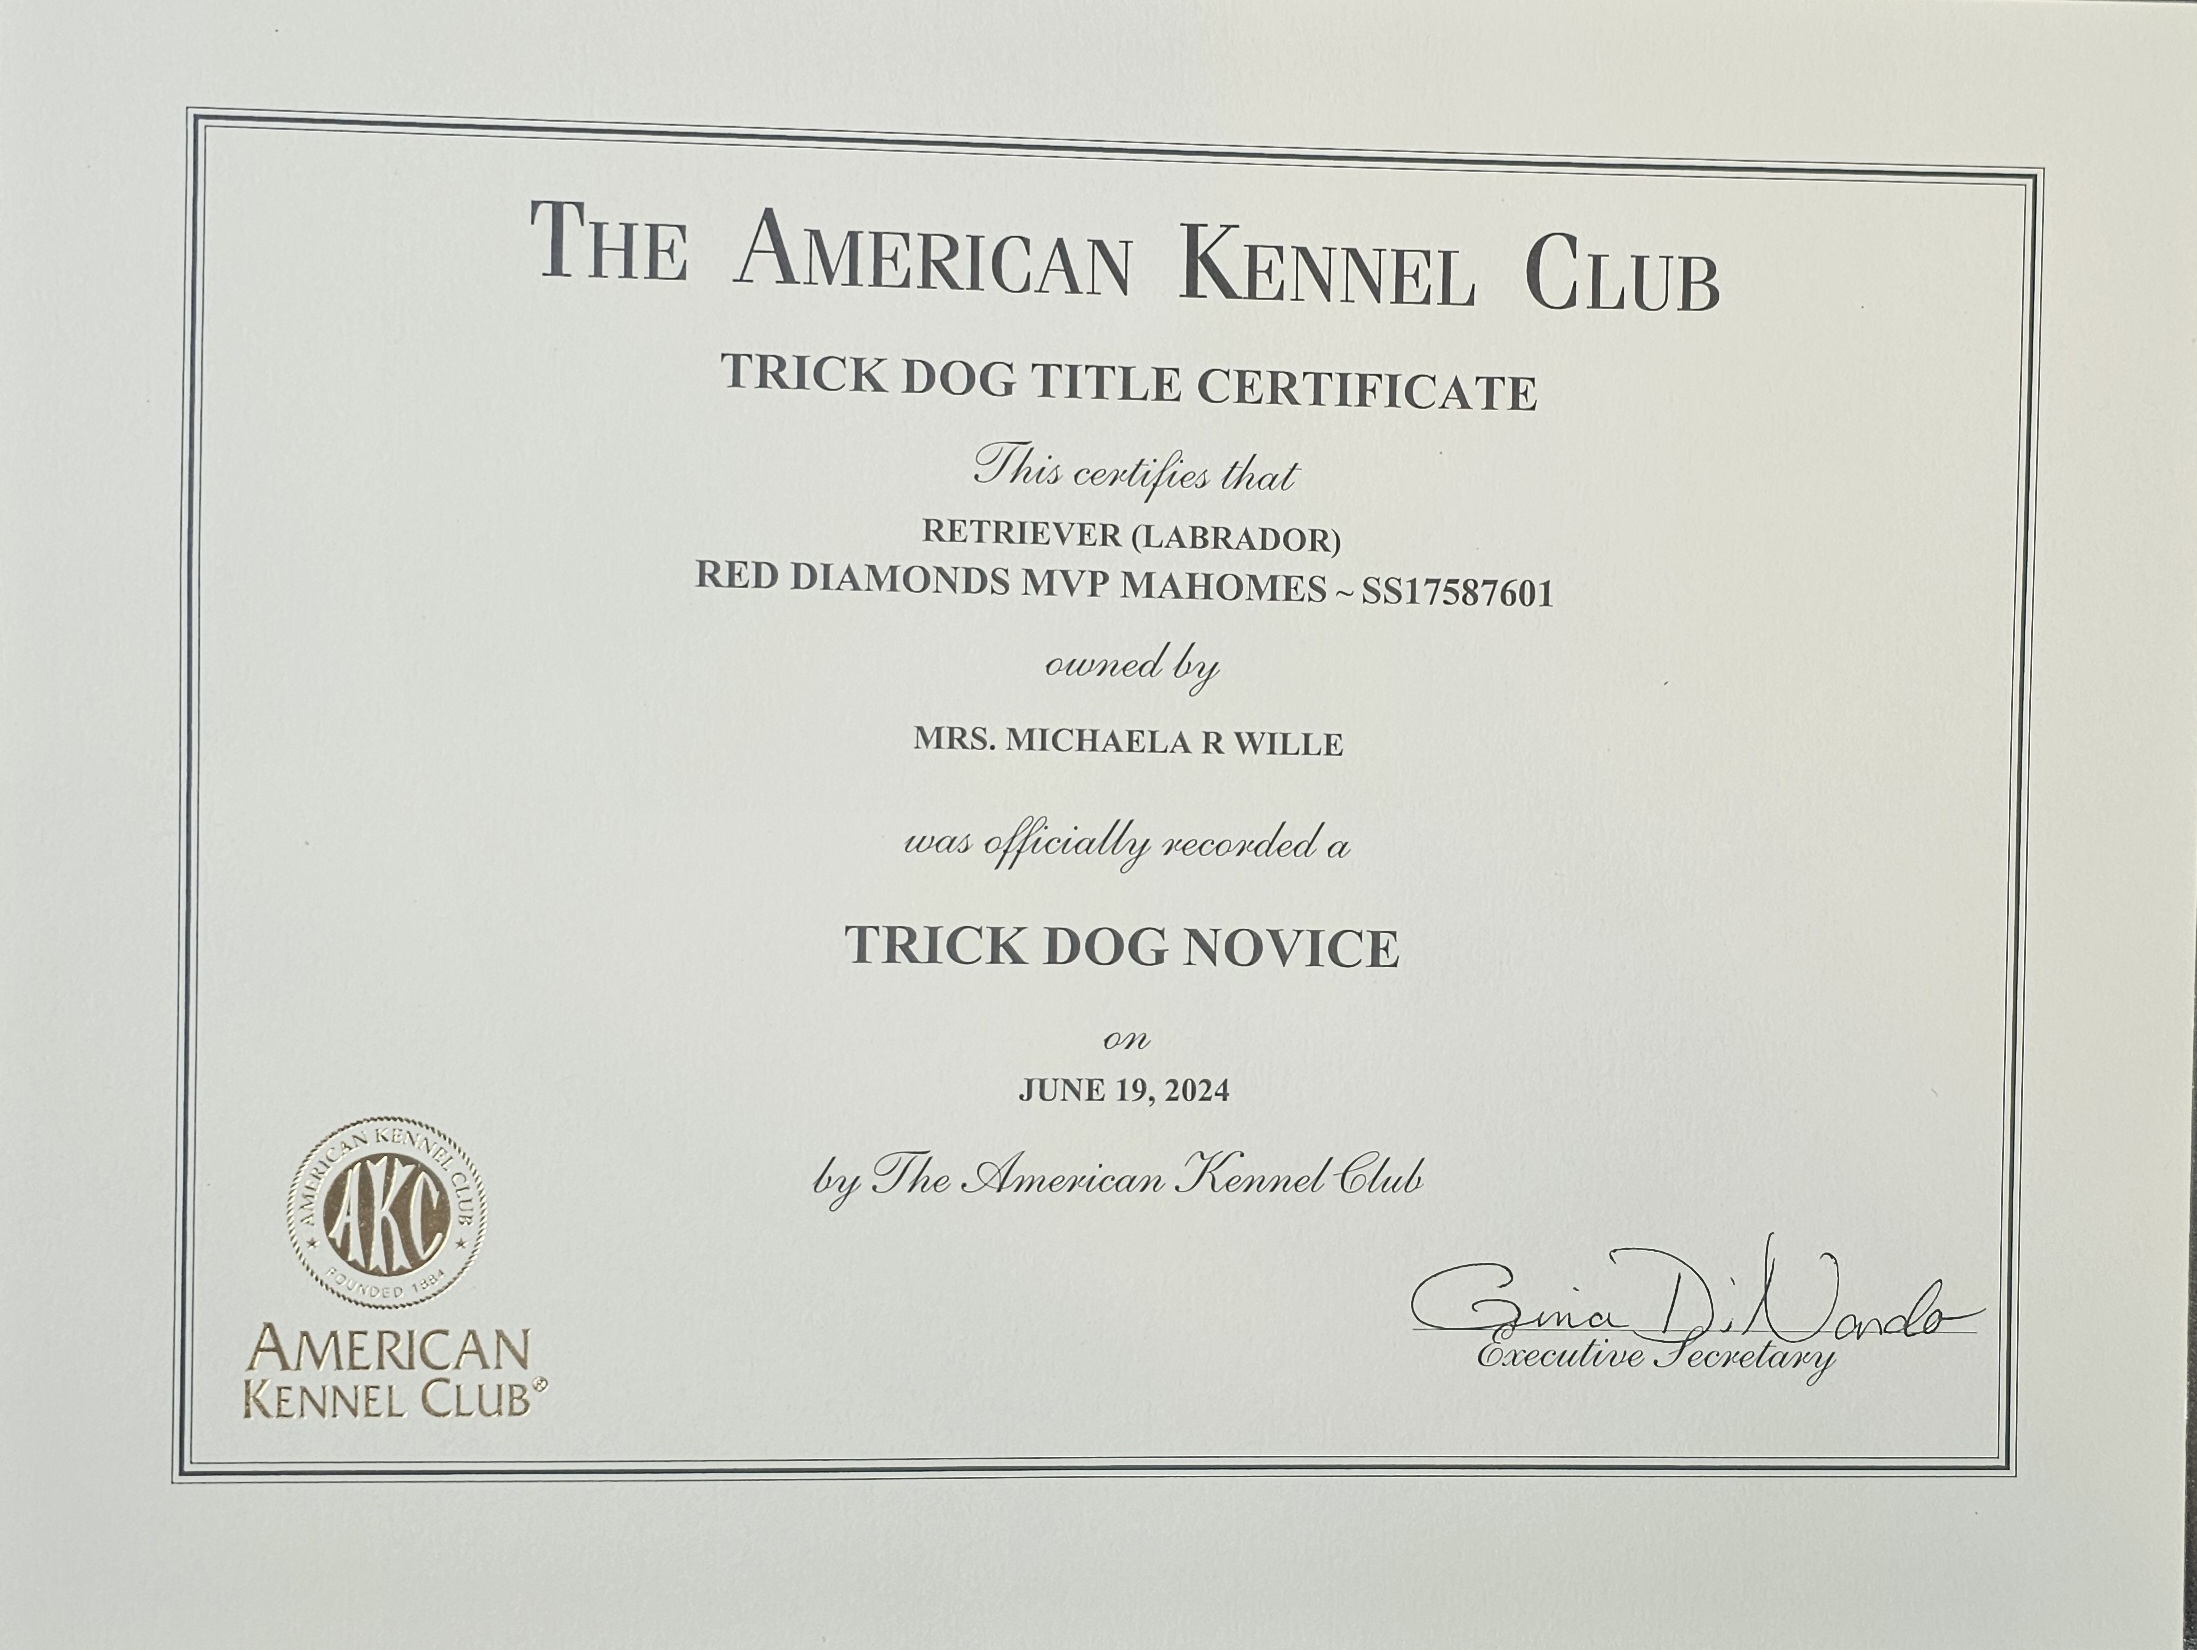 THE AMERICAN KENNEL CLUB
TRICK DOG TITLE CERTIFICATE
This certifies that
RETRIEVER (LABRADOR)
RED DIAMONDS MVP MAHOMES ~ SS17587601
owned by
MRS. MICHAELA R WILLE
was officially recorded a
TRICK DOG NOVICE
on
JUNE 19, 2024
by The American Kennel Club
AMERICAN KENNEL CLUB
AKC
FOUNDED 1884
AMERICAN
KENNEL CLUB®
Gina DiNardo
Executive Secretary